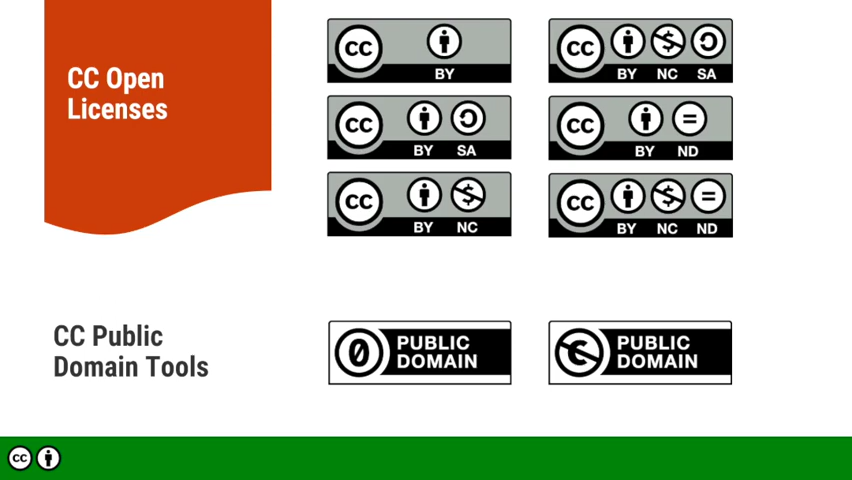 CC Open
Licenses
CC
BY
CC
BY NC SA
CC
BY SA
CC
BY ND
CC
BY NC
CC
BY NC ND
CC Public
Domain Tools
0 PUBLIC
DOMAIN
C PUBLIC
DOMAIN
CC